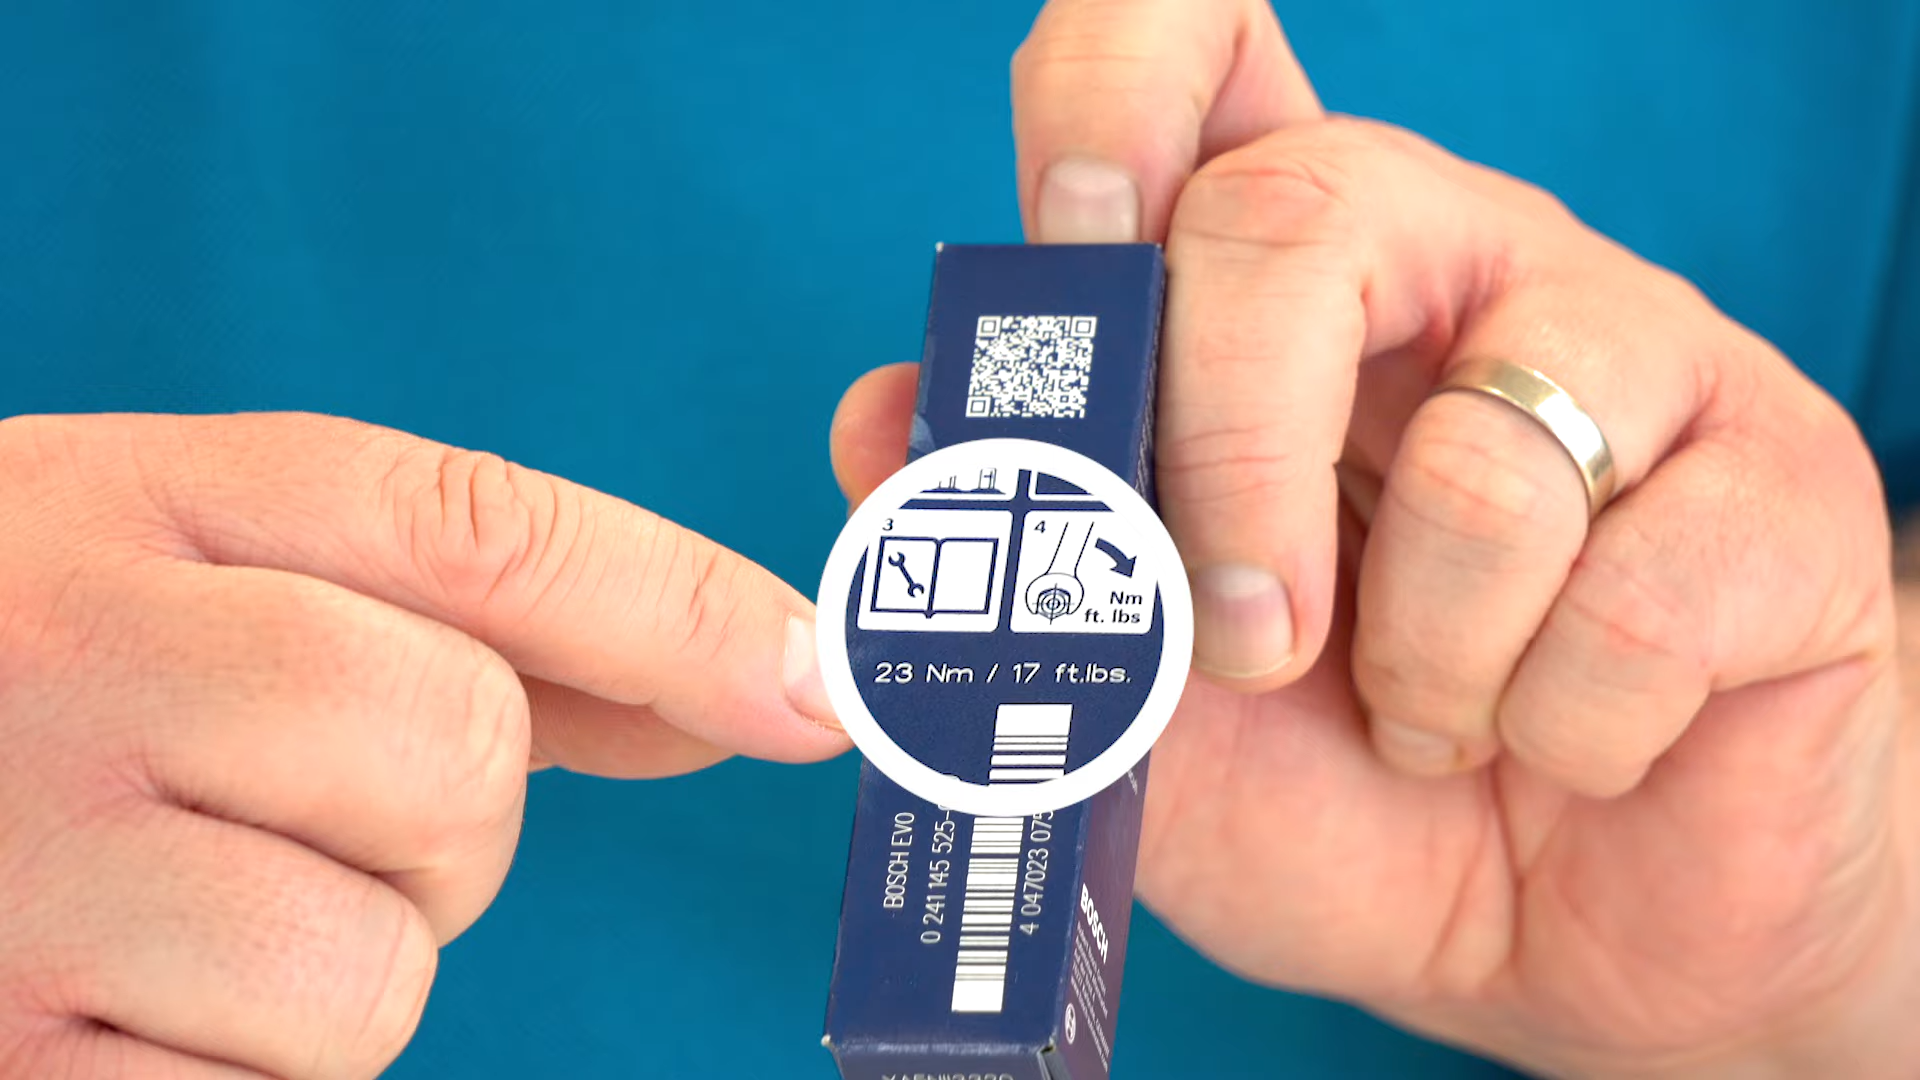 3
4
Nm
ft. lbs
23 Nm / 17 ft.lbs.
BOSCH EVO
0 241 145 525-
4 047023 075
BOSCH